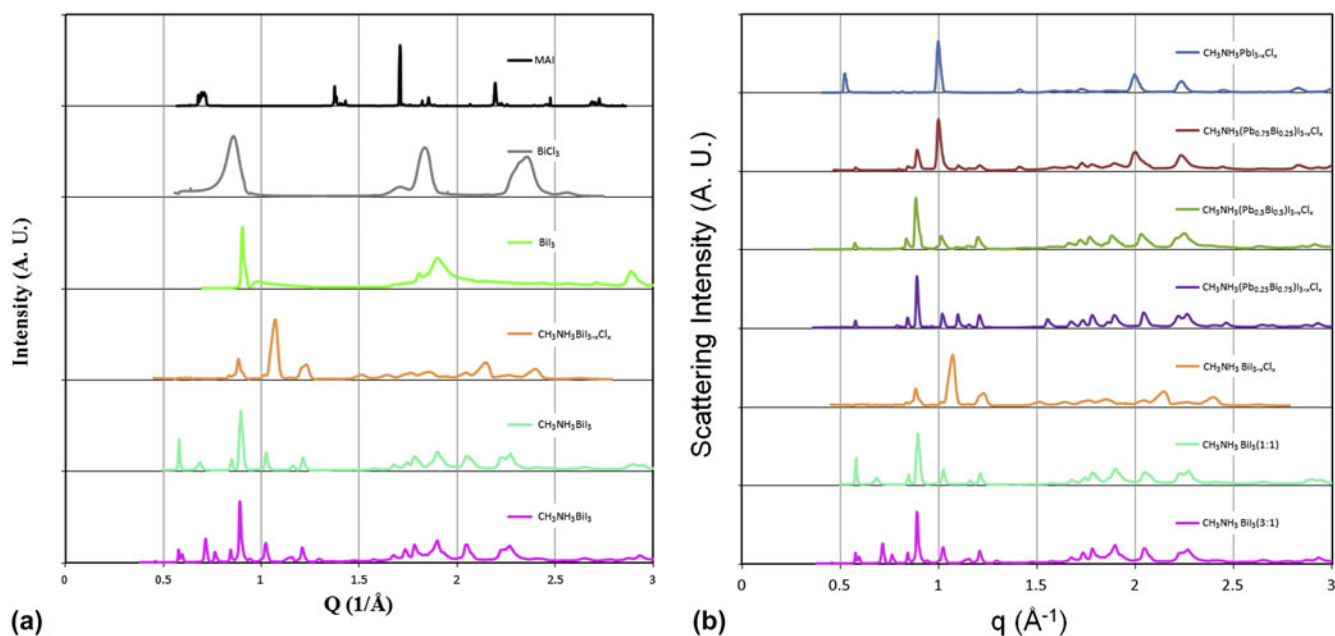 MAI
BiCl₃
BiI₃
CH₃NH₃BiI₃₋ₓClₓ
CH₃NH₃BiI₃
CH₃NH₃BiI₃
Intensity (A. U.)
0 0.5 1 1.5 2 2.5 3
Q (1/Å)
(a)
CH₃NH₃PbI₃₋ₓClₓ
CH₃NH₃(Pb₀.₇₅Bi₀.₂₅)I₃₋ₓClₓ
CH₃NH₃(Pb₀.₅Bi₀.₅)I₃₋ₓClₓ
CH₃NH₃(Pb₀.₂₅Bi₀.₇₅)I₃₋ₓClₓ
CH₃NH₃ BiI₃₋ₓClₓ
CH₃NH₃ BiI₃(1:1)
CH₃NH₃ BiI₃(3:1)
Scattering Intensity (A. U.)
0.5 1 1.5 2 2.5 3
q (Å⁻¹)
(b)